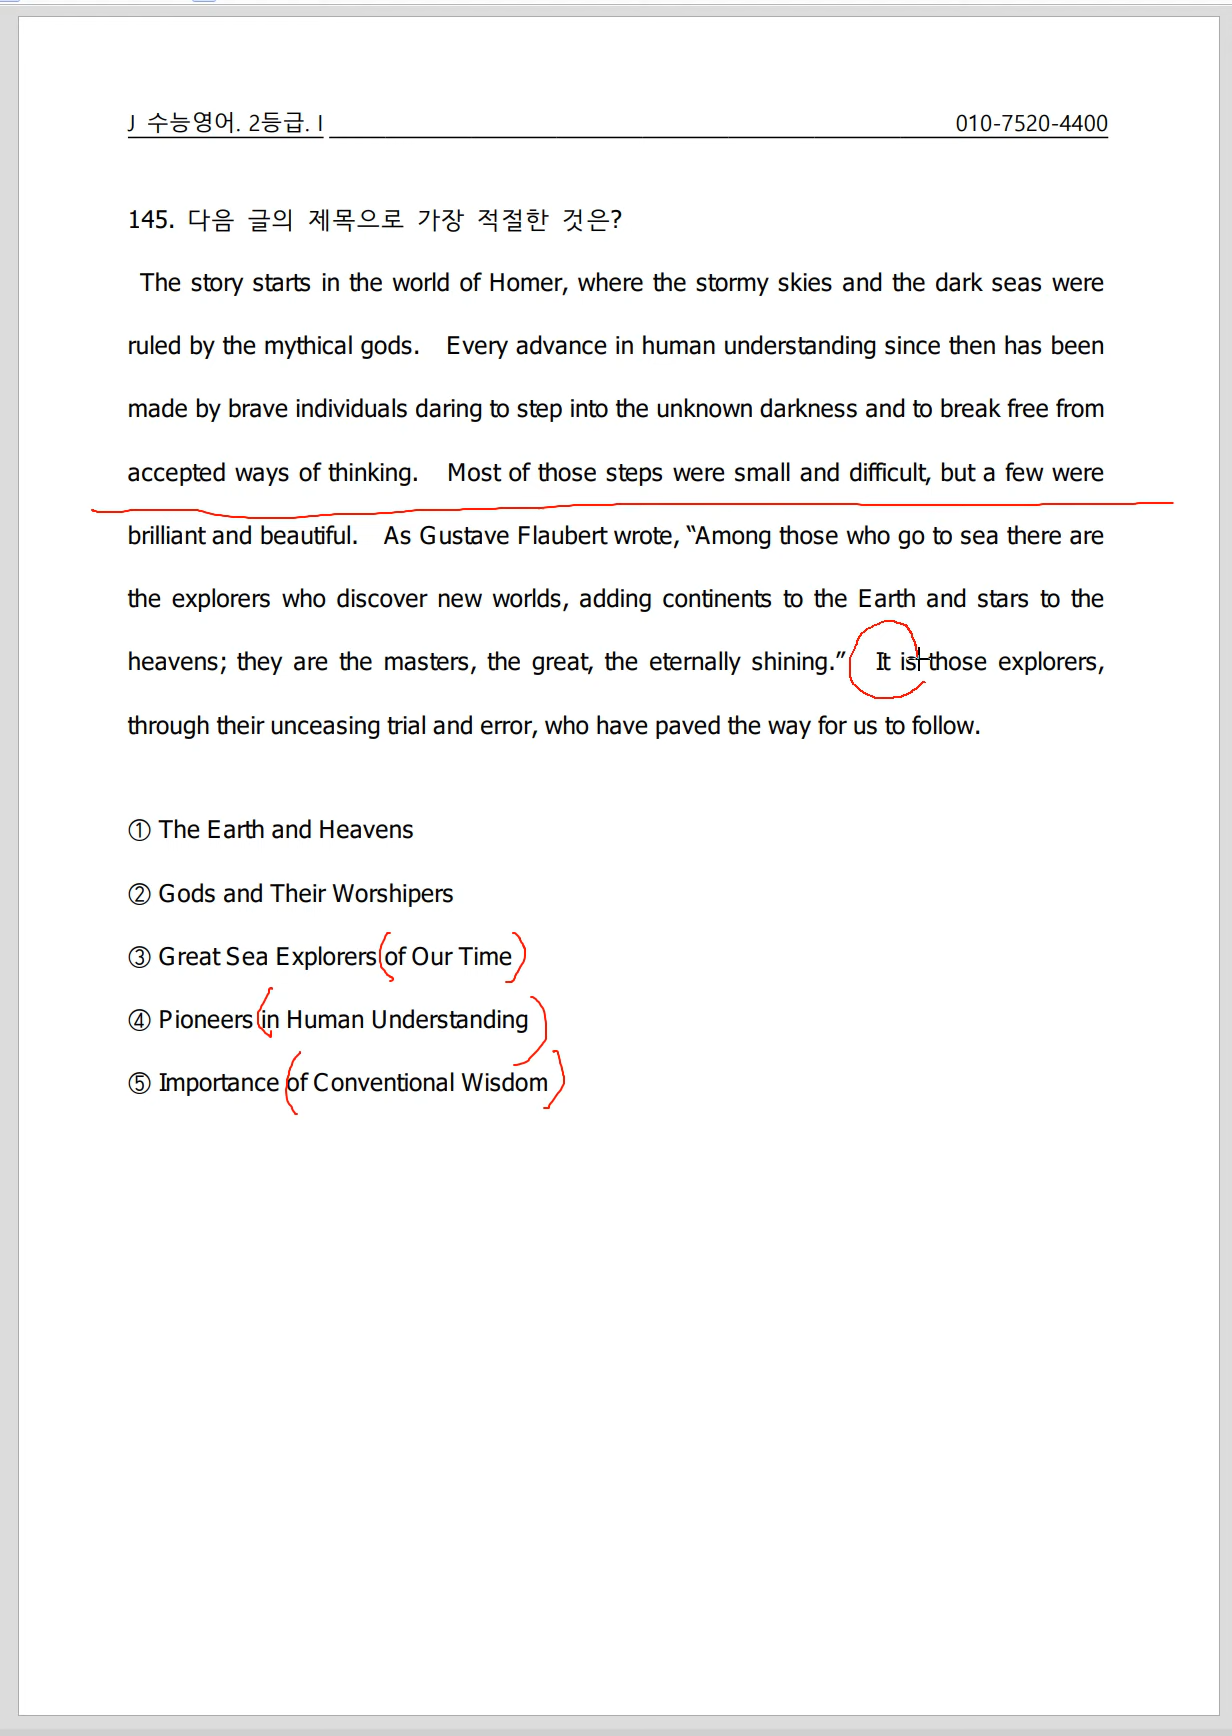 J 수능영어. 2등급. I 010-7520-4400
145. 다음 글의 제목으로 가장 적절한 것은?
The story starts in the world of Homer, where the stormy skies and the dark seas were
ruled by the mythical gods. Every advance in human understanding since then has been
made by brave individuals daring to step into the unknown darkness and to break free from
accepted ways of thinking. Most of those steps were small and difficult, but a few were
brilliant and beautiful. As Gustave Flaubert wrote, “Among those who go to sea there are
the explorers who discover new worlds, adding continents to the Earth and stars to the
heavens; they are the masters, the great, the eternally shining.” It is those explorers,
through their unceasing trial and error, who have paved the way for us to follow.
① The Earth and Heavens
② Gods and Their Worshipers
③ Great Sea Explorers of Our Time
④ Pioneers in Human Understanding
⑤ Importance of Conventional Wisdom